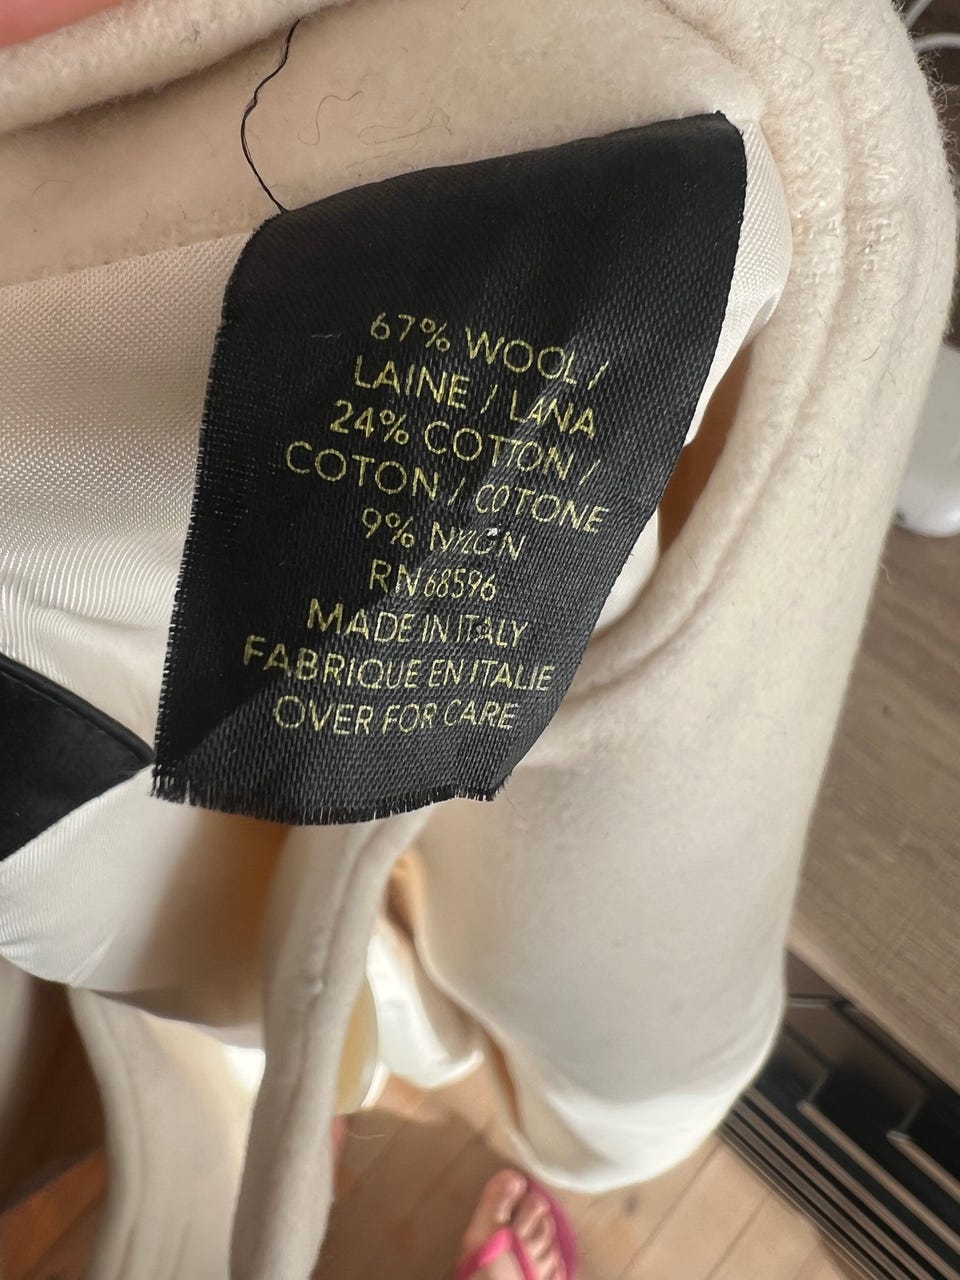 67% WOOL /
LAINE / LANA
24% COTTON /
COTON / COTONE
9% NYLON
RN 68596
MADE IN ITALY
FABRIQUE EN ITALIE
OVER FOR CARE